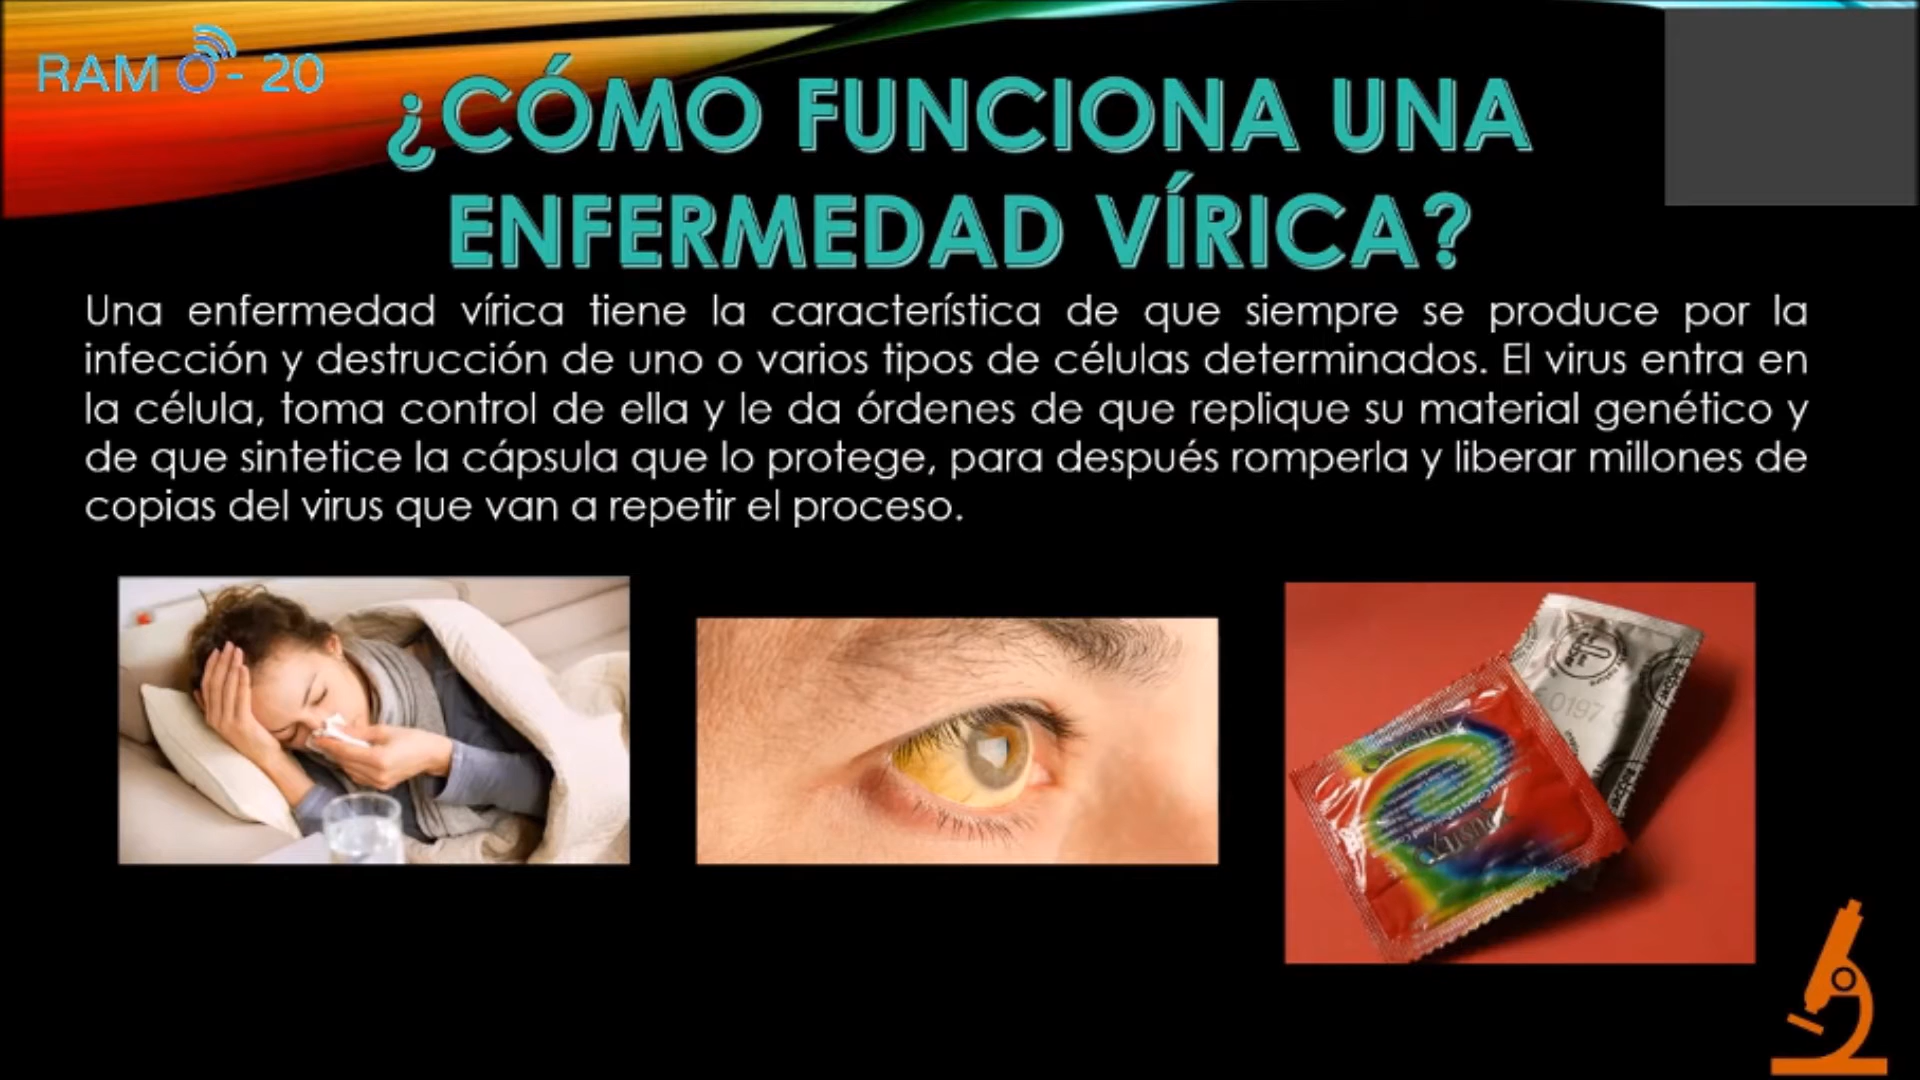 RAM O- 20
¿CÓMO FUNCIONA UNA
ENFERMEDAD VÍRICA?
Una enfermedad vírica tiene la característica de que siempre se produce por la
infección y destrucción de uno o varios tipos de células determinados. El virus entra en
la célula, toma control de ella y le da órdenes de que replique su material genético y
de que sintetice la cápsula que lo protege, para después romperla y liberar millones de
copias del virus que van a repetir el proceso.
0197